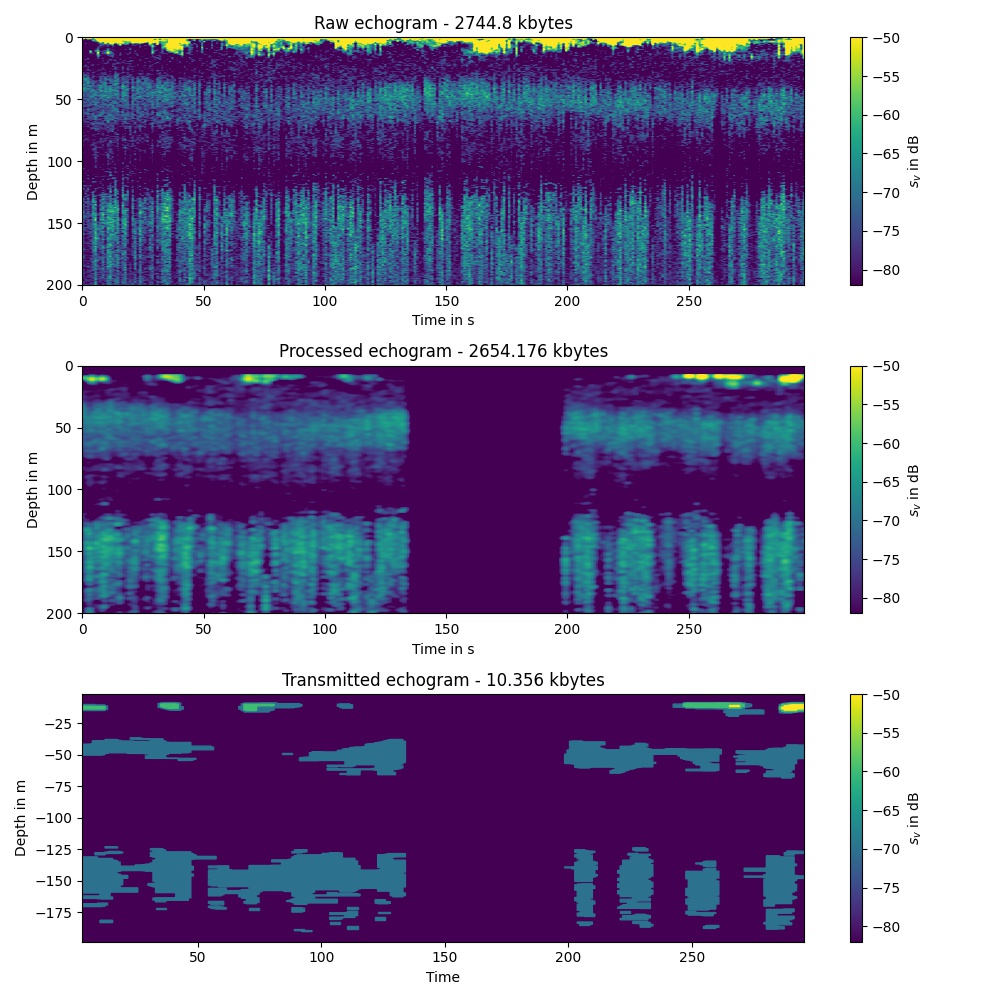 Raw echogram - 2744.8 kbytes
0
50
100
150
200
Depth in m
0 50 100 150 200 250
Time in s
−50
−55
−60
−65
−70
−75
−80
sv in dB
Processed echogram - 2654.176 kbytes
0
50
100
150
200
Depth in m
0 50 100 150 200 250
Time in s
−50
−55
−60
−65
−70
−75
−80
sv in dB
Transmitted echogram - 10.356 kbytes
−25
−50
−75
−100
−125
−150
−175
Depth in m
50 100 150 200 250
Time
−50
−55
−60
−65
−70
−75
−80
sv in dB